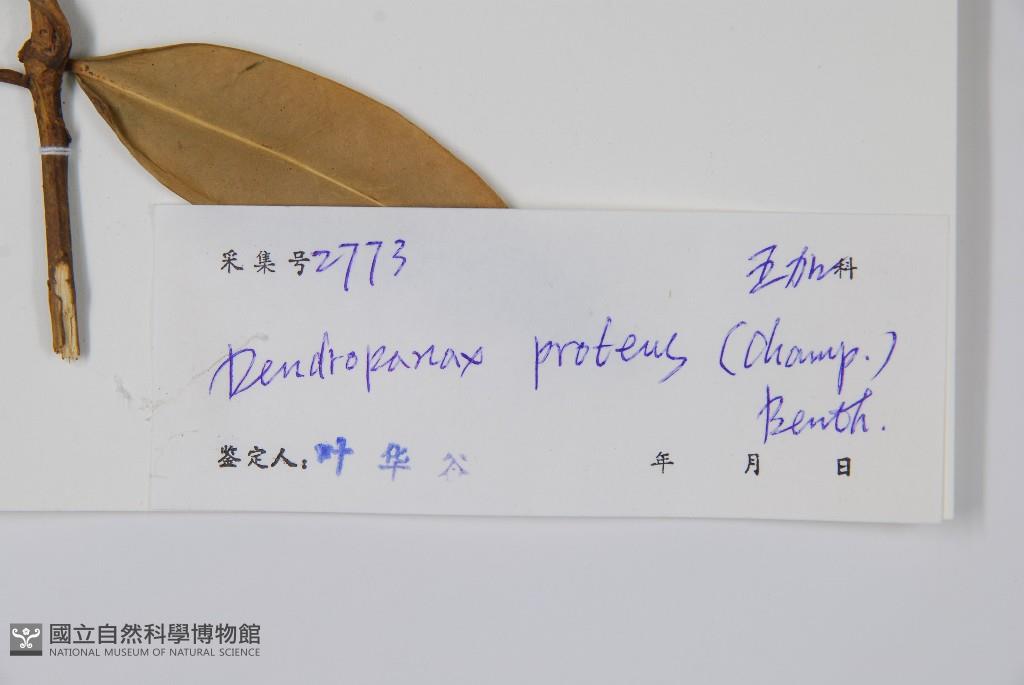 采集号2773
五加科
Dendropanax proteus (Champ.)
Benth.
鉴定人:叶华谷
年 月 日
國立自然科學博物館
NATIONAL MUSEUM OF NATURAL SCIENCE